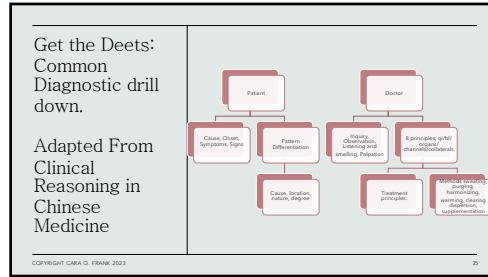 Get the Deets:
Common
Diagnostic drill
down.
Adapted From
Clinical
Reasoning in
Chinese
Medicine
Patient
Cause, Onset,
Symptoms, Signs
Pattern
Differentiation
Cause, location,
nature, degree
Doctor
Inquiry,
Observation,
Listening and
smelling, Palpation
8 principles, qi/bl/
organs/
channels/collaterals
Treatment
principles:
Methods sweating,
purging,
harmonizing,
warming, clearing
dispersion,
supplementation
COPYRIGHT CARA O. FRANK 2023
25